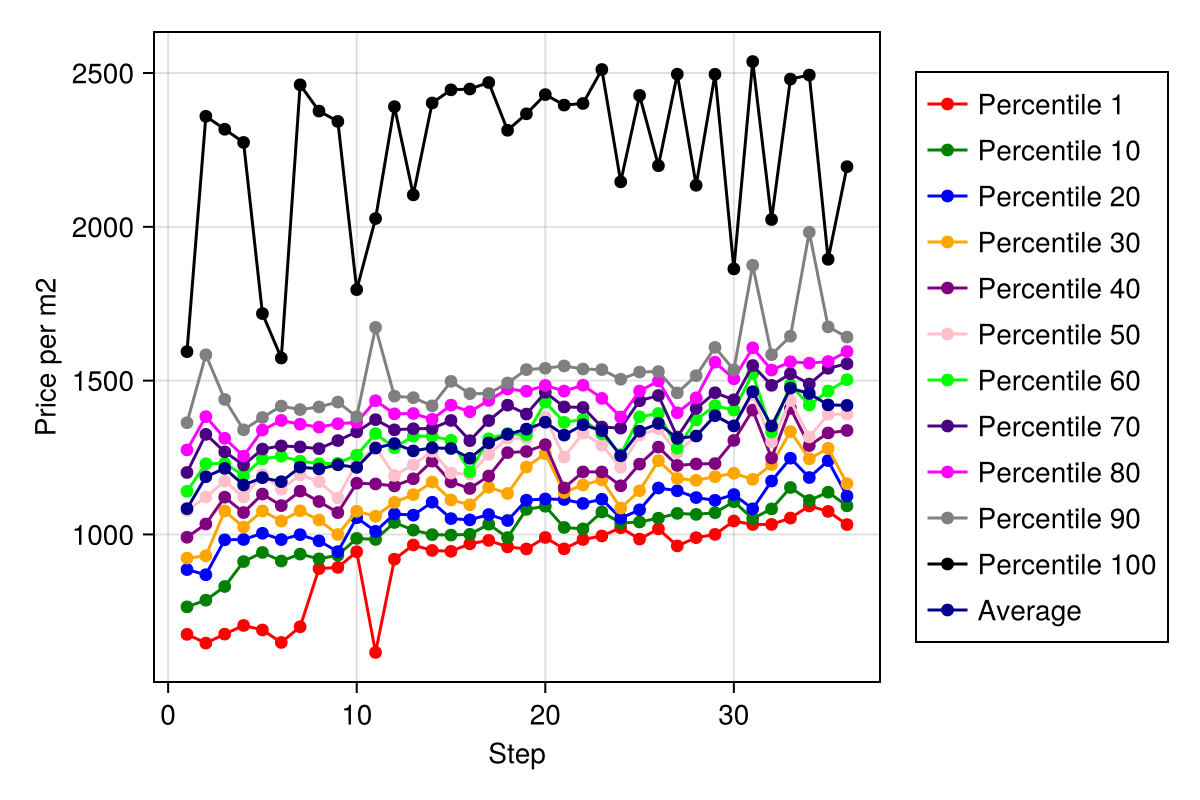 2500
2000
1500
1000
Price per m2
0
10
20
30
Step
Percentile 1
Percentile 10
Percentile 20
Percentile 30
Percentile 40
Percentile 50
Percentile 60
Percentile 70
Percentile 80
Percentile 90
Percentile 100
Average